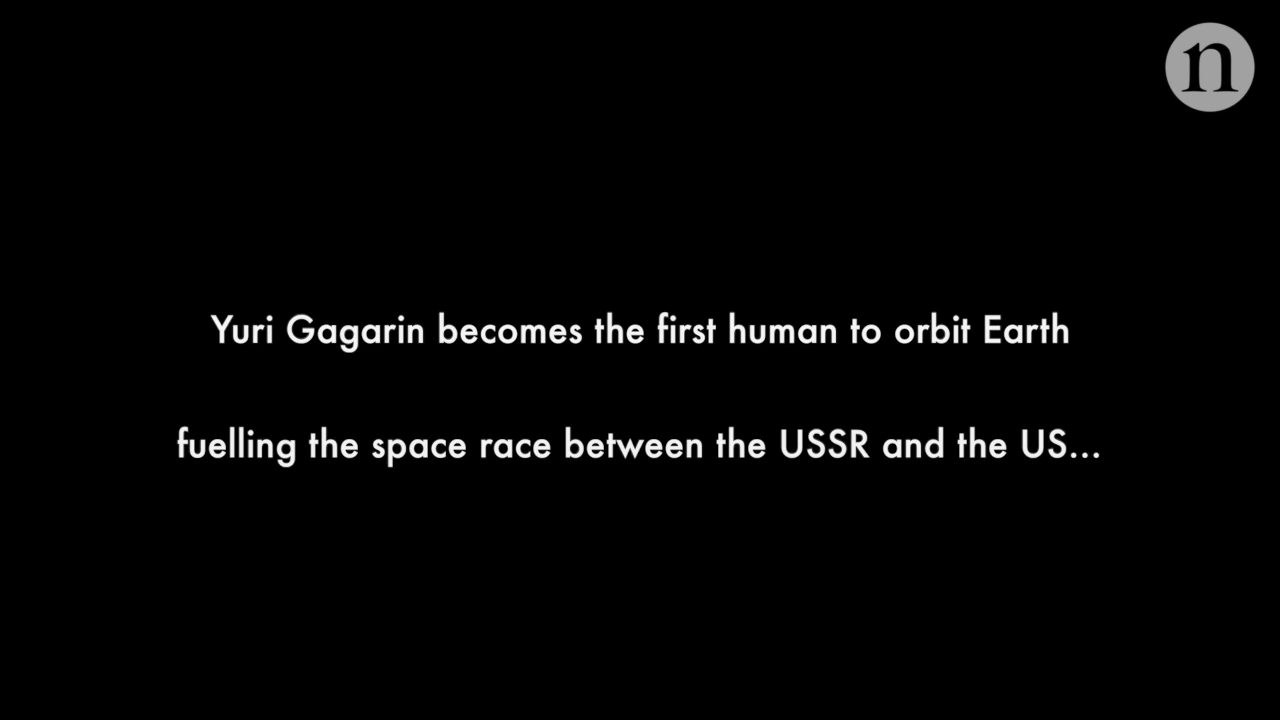 n
Yuri Gagarin becomes the first human to orbit Earth
fuelling the space race between the USSR and the US...